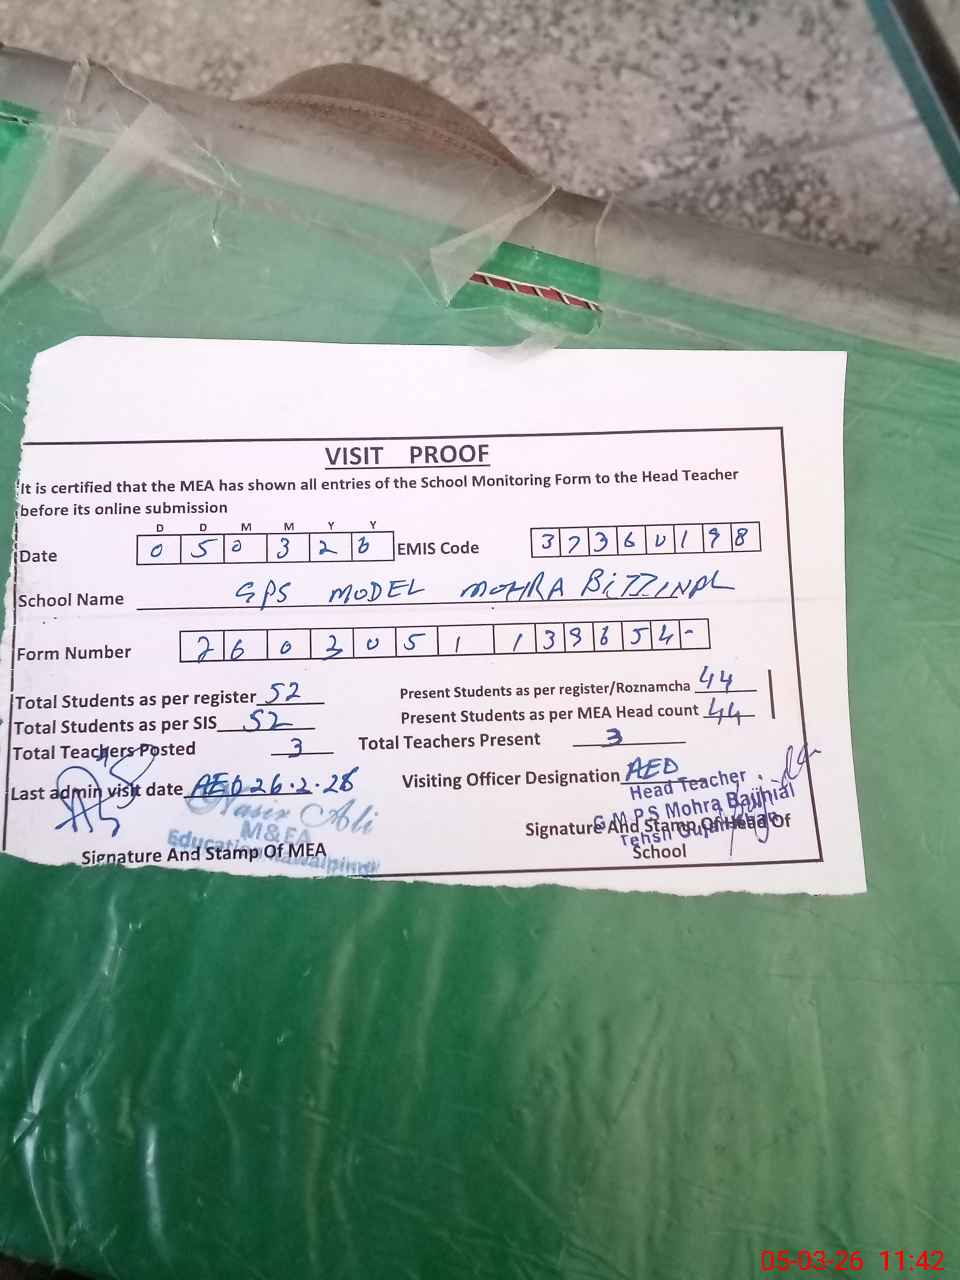 VISIT PROOF
It is certified that the MEA has shown all entries of the School Monitoring Form to the Head Teacher
before its online submission
D D M M Y Y
Date 0 5 0 3 2 6 EMIS Code 3 7 3 6 0 1 9 8
School Name GPS MODEL MOHRA
Form Number 2 6 0 3 0 5 1 1 3 9 6 5 4 -
Total Students as per register 52 Present Students as per register/Roznamcha 44
Total Students as per SIS 52 Present Students as per MEA Head count 44
Total Teachers Posted 3 Total Teachers Present 3
Last admin visit date AEO 26.2.26 Visiting Officer Designation AEO
Nasir Ali
M&EA
Education Rawalpindi
Signature And Stamp Of MEA
Head Teacher
G.M.P.S Mohra
Tehsil Gujar Khan
Signature And Stamp Of Head Of
School
05-03-26 11:42